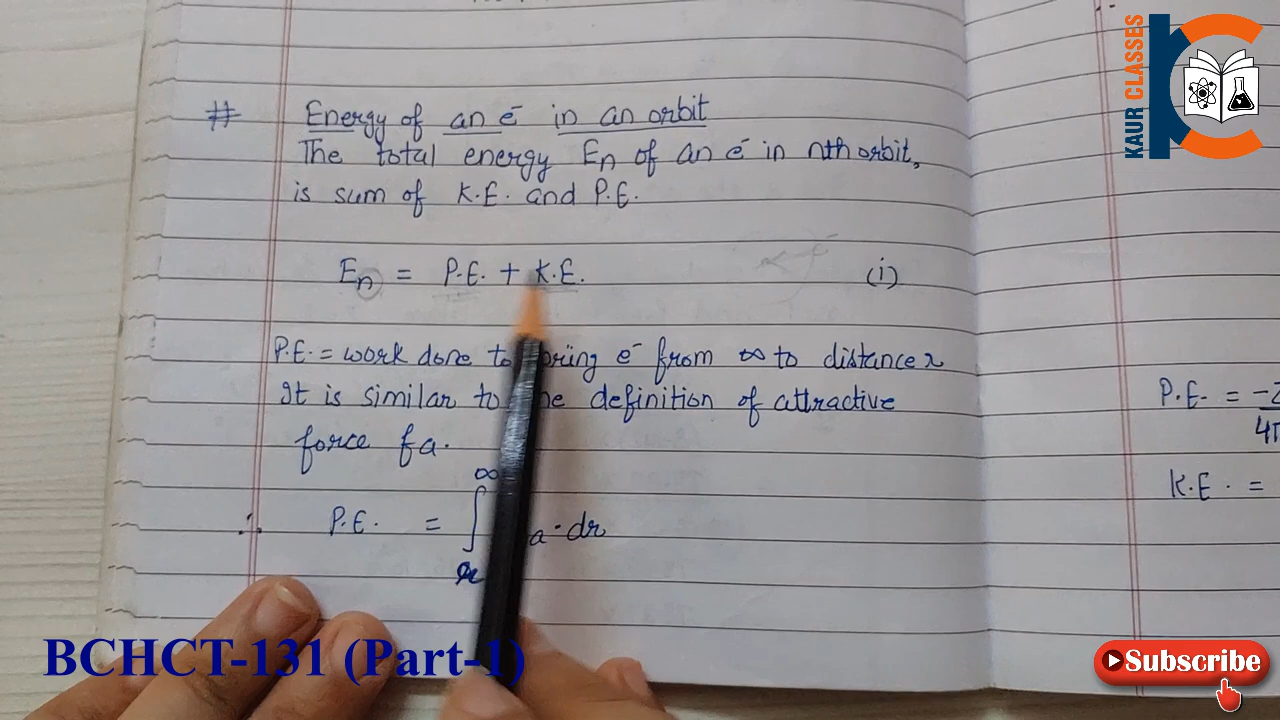 KAUR CLASSES
# Energy of an e⁻ in an orbit
The total energy En of an e⁻ in nth orbit,
is sum of K.E. and P.E.
En = P.E. + K.E. (i)
P.E. = work done to bring e⁻ from ∞ to distance r
It is similar to the definition of attractive
force fa.
∴ P.E. = ∫ a · dr
∞
r
P.E. = -Z
4π
K.E. =
BCHCT-131 (Part-1)
Subscribe